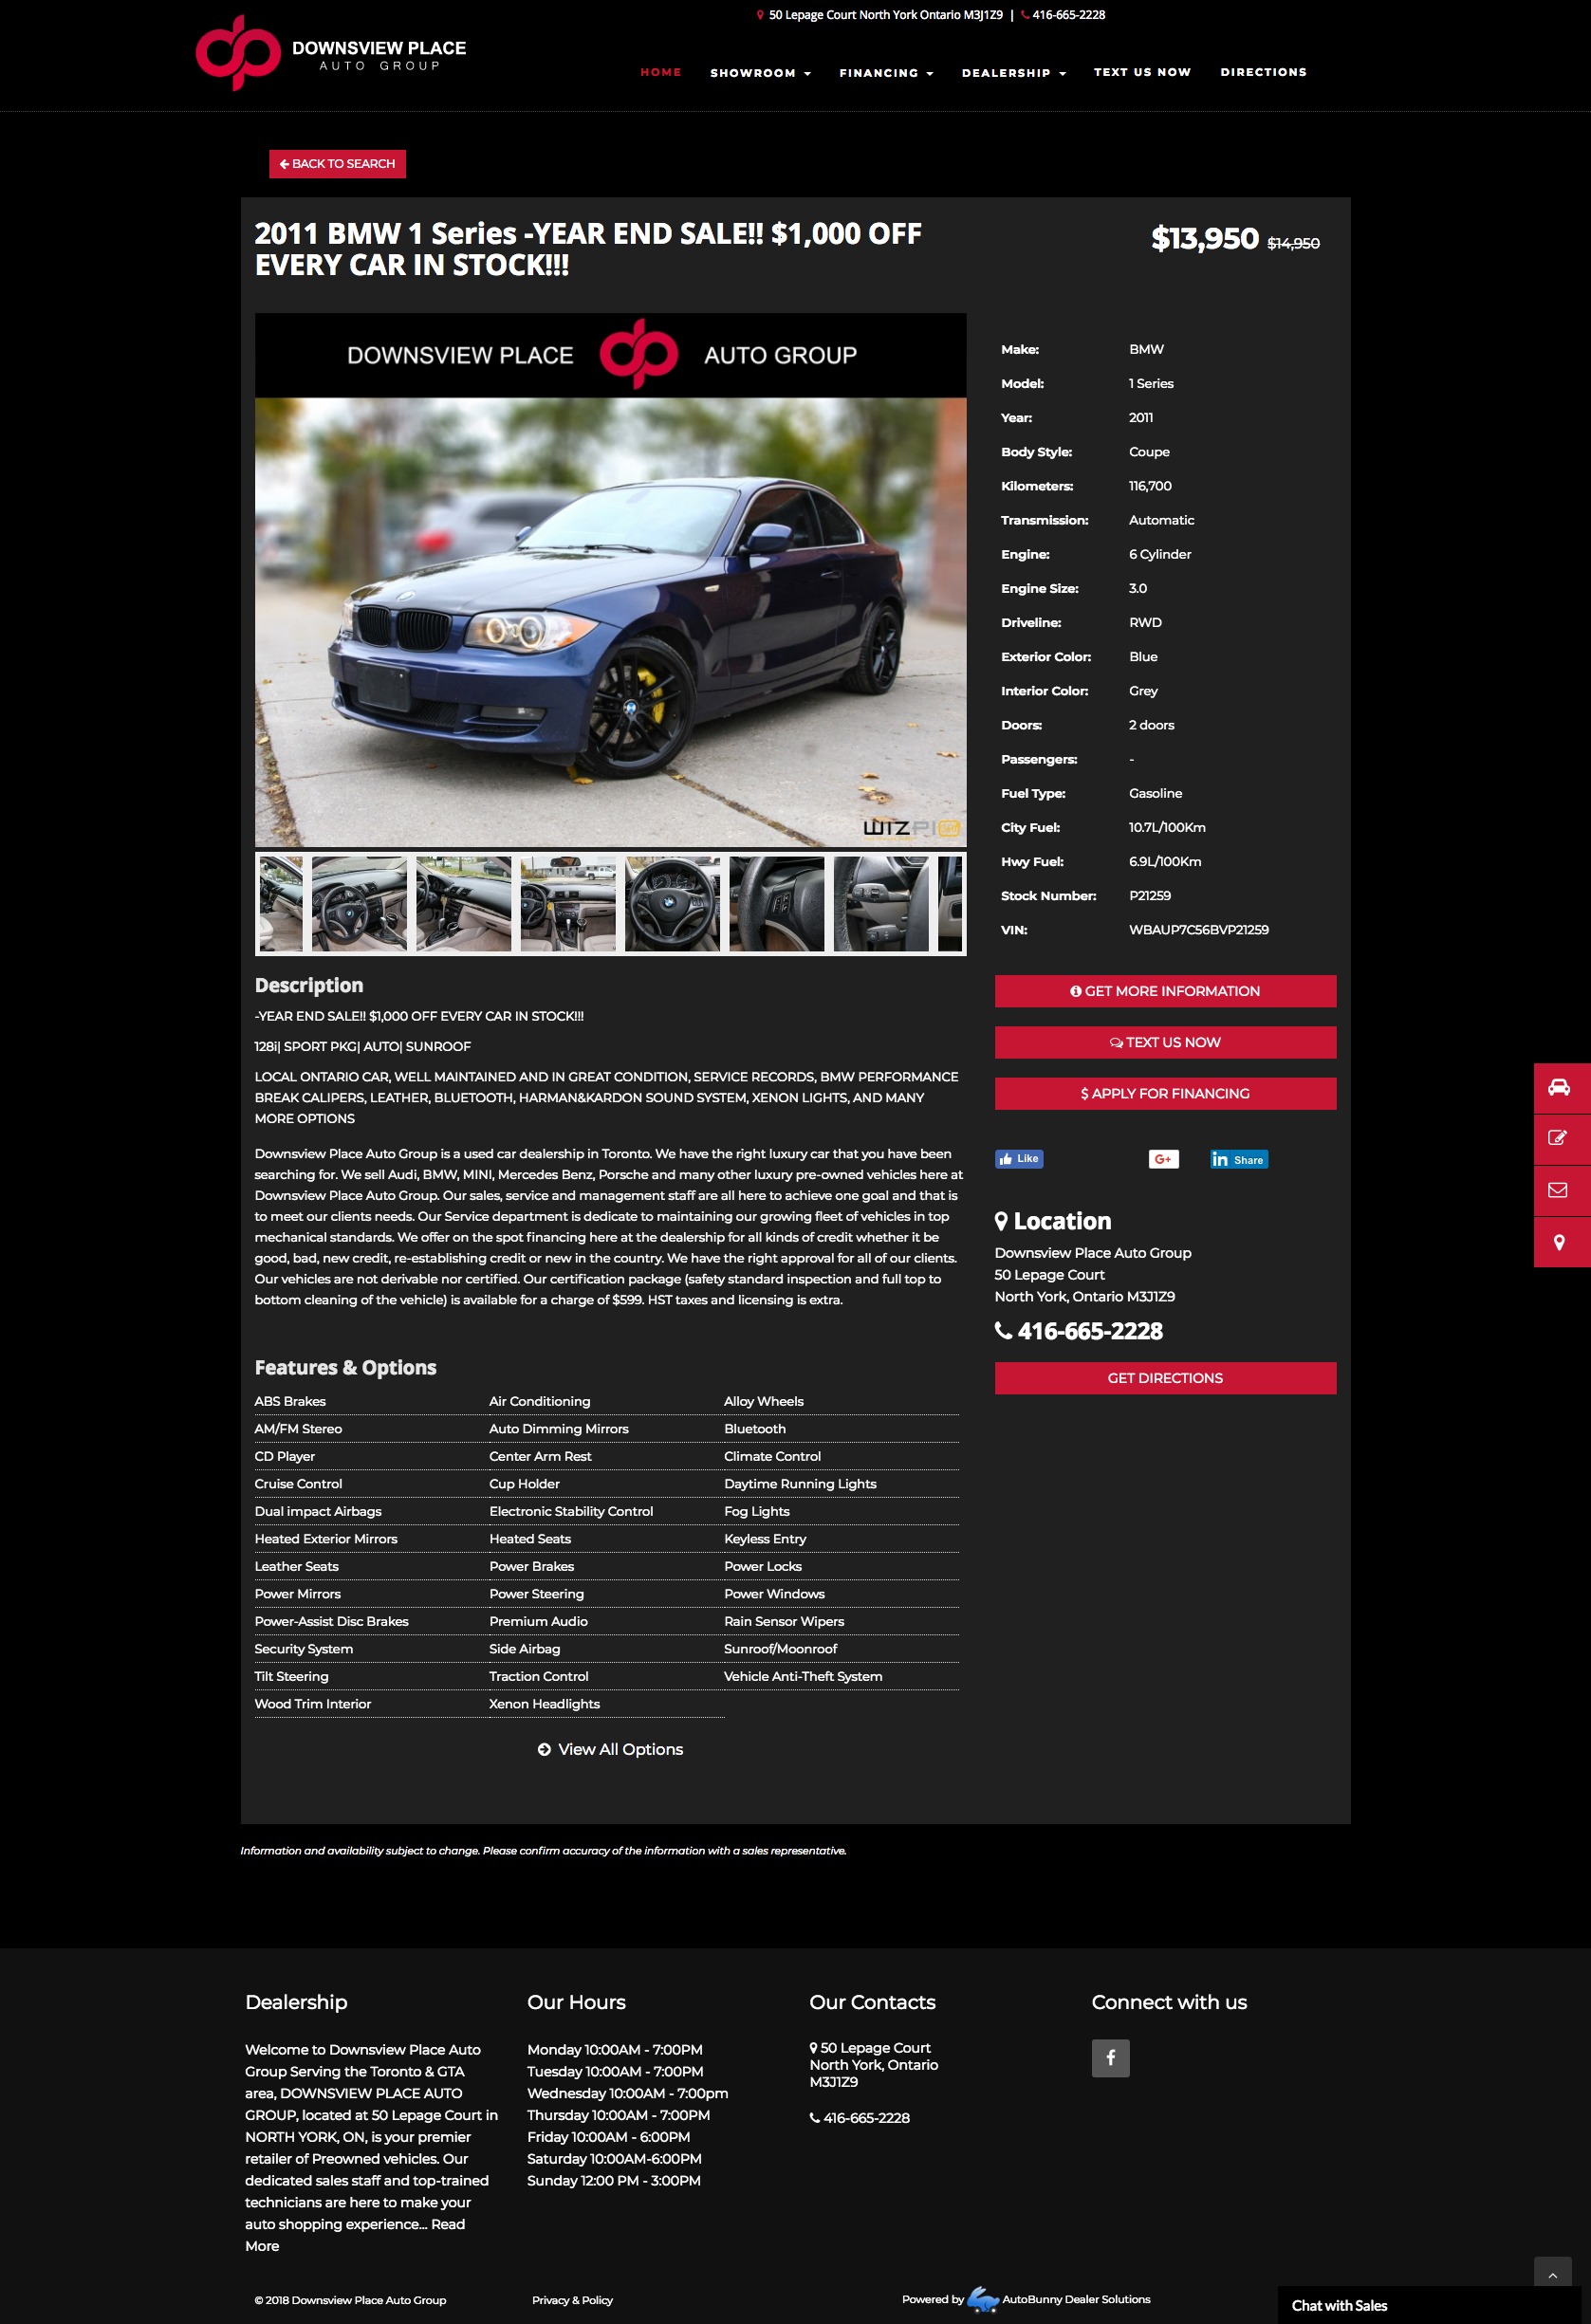 50 Lepage Court North York Ontario M3J1Z9 | 416-665-2228
DOWNSVIEW PLACE
AUTO GROUP
HOME SHOWROOM FINANCING DEALERSHIP TEXT US NOW DIRECTIONS
BACK TO SEARCH
2011 BMW 1 Series -YEAR END SALE!! $1,000 OFF
EVERY CAR IN STOCK!!!
$13,950 $14,950
DOWNSVIEW PLACE dp AUTO GROUP
WIZPI
Make: BMW
Model: 1 Series
Year: 2011
Body Style: Coupe
Kilometers: 116,700
Transmission: Automatic
Engine: 6 Cylinder
Engine Size: 3.0
Driveline: RWD
Exterior Color: Blue
Interior Color: Grey
Doors: 2 doors
Passengers: -
Fuel Type: Gasoline
City Fuel: 10.7L/100Km
Hwy Fuel: 6.9L/100Km
Stock Number: P21259
VIN: WBAUP7C56BVP21259
Description
-YEAR END SALE!! $1,000 OFF EVERY CAR IN STOCK!!!
128i| SPORT PKG| AUTO| SUNROOF
LOCAL ONTARIO CAR, WELL MAINTAINED AND IN GREAT CONDITION, SERVICE RECORDS, BMW PERFORMANCE
BREAK CALIPERS, LEATHER, BLUETOOTH, HARMAN&KARDON SOUND SYSTEM, XENON LIGHTS, AND MANY
MORE OPTIONS
Downsview Place Auto Group is a used car dealership in Toronto. We have the right luxury car that you have been
searching for. We sell Audi, BMW, MINI, Mercedes Benz, Porsche and many other luxury pre-owned vehicles here at
Downsview Place Auto Group. Our sales, service and management staff are all here to achieve one goal and that is
to meet our clients needs. Our Service department is dedicate to maintaining our growing fleet of vehicles in top
mechanical standards. We offer on the spot financing here at the dealership for all kinds of credit whether it be
good, bad, new credit, re-establishing credit or new in the country. We have the right approval for all of our clients.
Our vehicles are not derivable nor certified. Our certification package (safety standard inspection and full top to
bottom cleaning of the vehicle) is available for a charge of $599. HST taxes and licensing is extra.
GET MORE INFORMATION
TEXT US NOW
$ APPLY FOR FINANCING
Like G+ in Share
Location
Downsview Place Auto Group
50 Lepage Court
North York, Ontario M3J1Z9
416-665-2228
GET DIRECTIONS
Features & Options
ABS Brakes Air Conditioning Alloy Wheels
AM/FM Stereo Auto Dimming Mirrors Bluetooth
CD Player Center Arm Rest Climate Control
Cruise Control Cup Holder Daytime Running Lights
Dual impact Airbags Electronic Stability Control Fog Lights
Heated Exterior Mirrors Heated Seats Keyless Entry
Leather Seats Power Brakes Power Locks
Power Mirrors Power Steering Power Windows
Power-Assist Disc Brakes Premium Audio Rain Sensor Wipers
Security System Side Airbag Sunroof/Moonroof
Tilt Steering Traction Control Vehicle Anti-Theft System
Wood Trim Interior Xenon Headlights
View All Options
Information and availability subject to change. Please confirm accuracy of the information with a sales representative.
Dealership
Welcome to Downsview Place Auto
Group Serving the Toronto & GTA
area, DOWNSVIEW PLACE AUTO
GROUP, located at 50 Lepage Court in
NORTH YORK, ON, is your premier
retailer of Preowned vehicles. Our
dedicated sales staff and top-trained
technicians are here to make your
auto shopping experience... Read
More
Our Hours
Monday 10:00AM - 7:00PM
Tuesday 10:00AM - 7:00PM
Wednesday 10:00AM - 7:00pm
Thursday 10:00AM - 7:00PM
Friday 10:00AM - 6:00PM
Saturday 10:00AM-6:00PM
Sunday 12:00 PM - 3:00PM
Our Contacts
50 Lepage Court
North York, Ontario
M3J1Z9
416-665-2228
Connect with us
f
© 2018 Downsview Place Auto Group
Privacy & Policy
Powered by AutoBunny Dealer Solutions
Chat with Sales